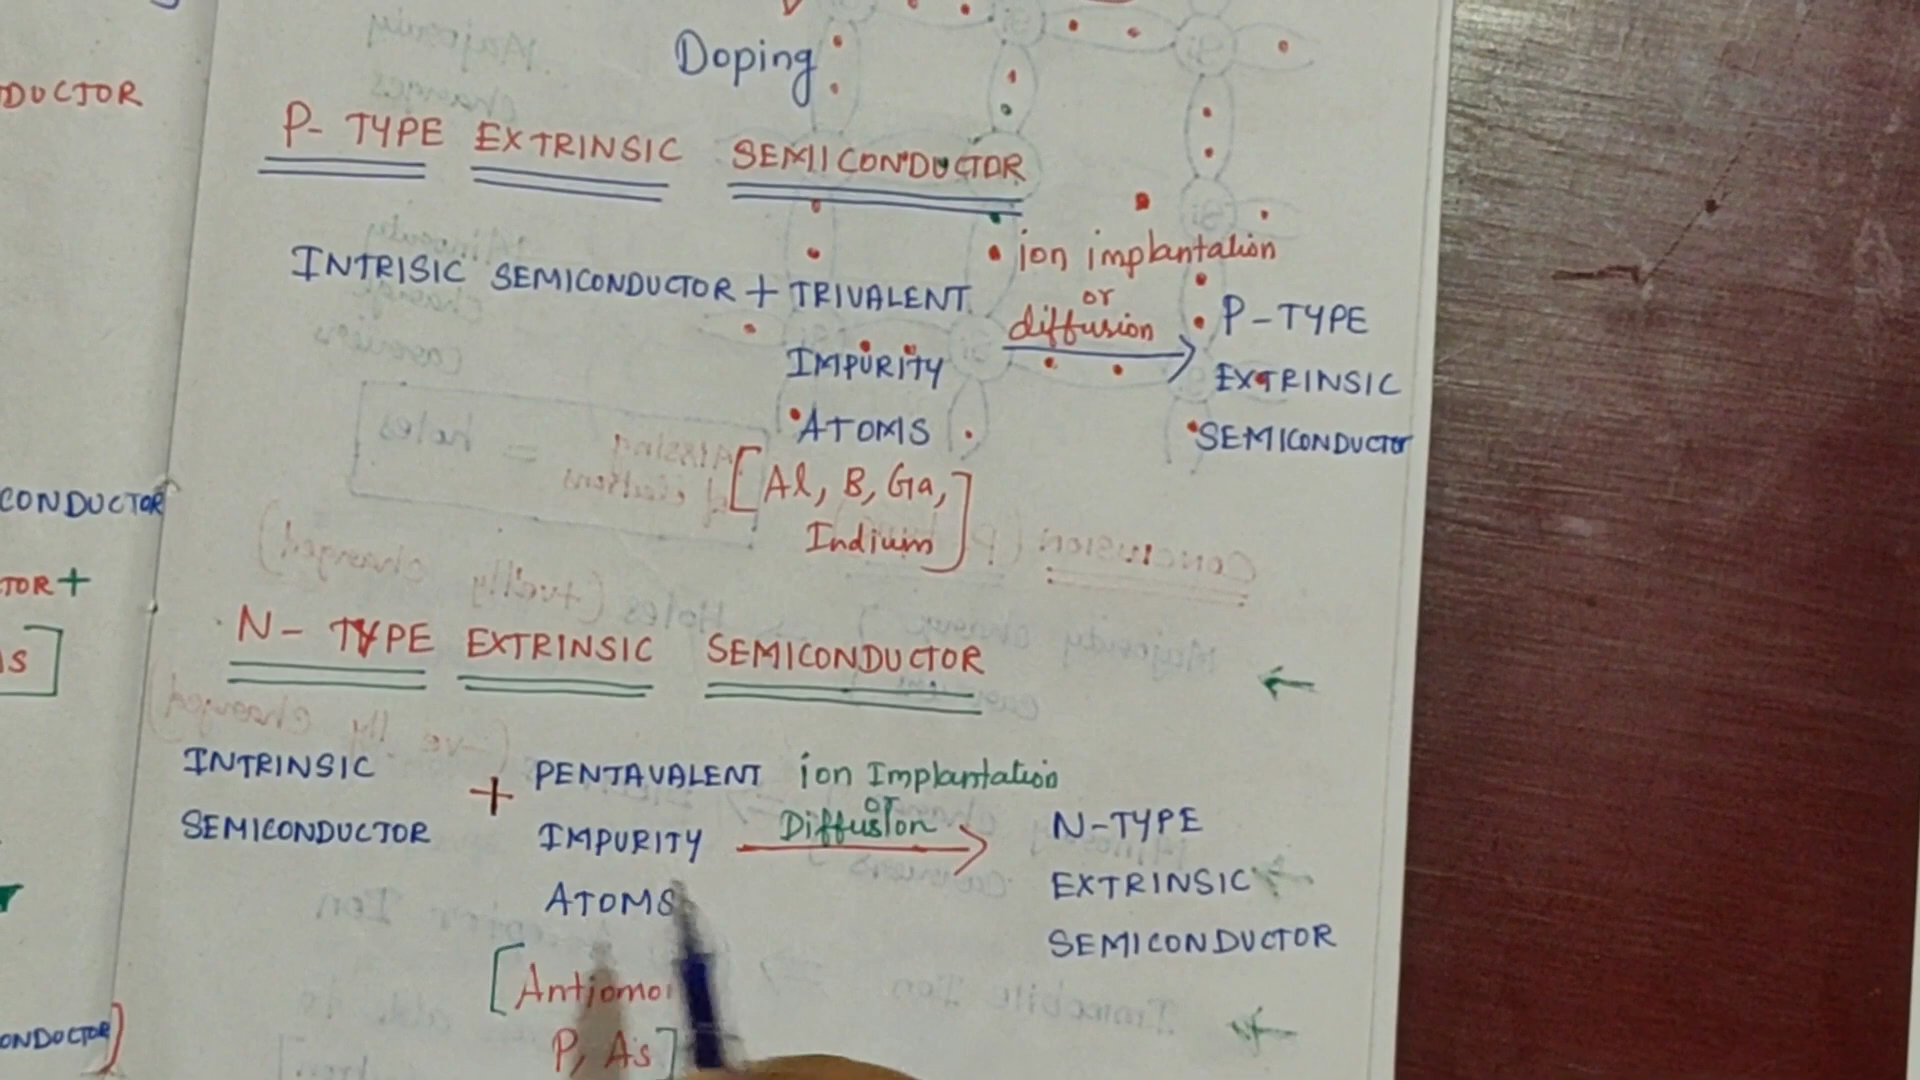 DUCTOR
CONDUCTOR
TOR +
Doping
P- TYPE EXTRINSIC SEMIICONDUCTOR
INTRISIC SEMICONDUCTOR + TRIVALENT
IMPURITY
ATOMS
[Al, B, Ga,
Indium]
ion implantation
or
diffusion
P-TYPE
EXTRINSIC
SEMICONDUCTOR
N- TYPE EXTRINSIC SEMICONDUCTOR
INTRINSIC
SEMICONDUCTOR
+
PENTAVALENT
IMPURITY
ATOMS
ion Implantation
or
Diffusion
N-TYPE
EXTRINSIC
SEMICONDUCTOR
P, As]
ONDUCTOR]